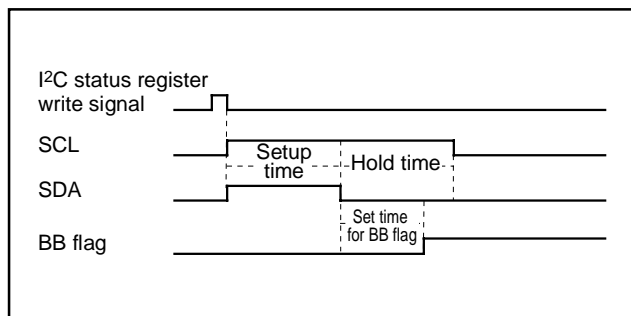 I²C status register
write signal
SCL
Setup
time
Hold time
SDA
Set time
for BB flag
BB flag